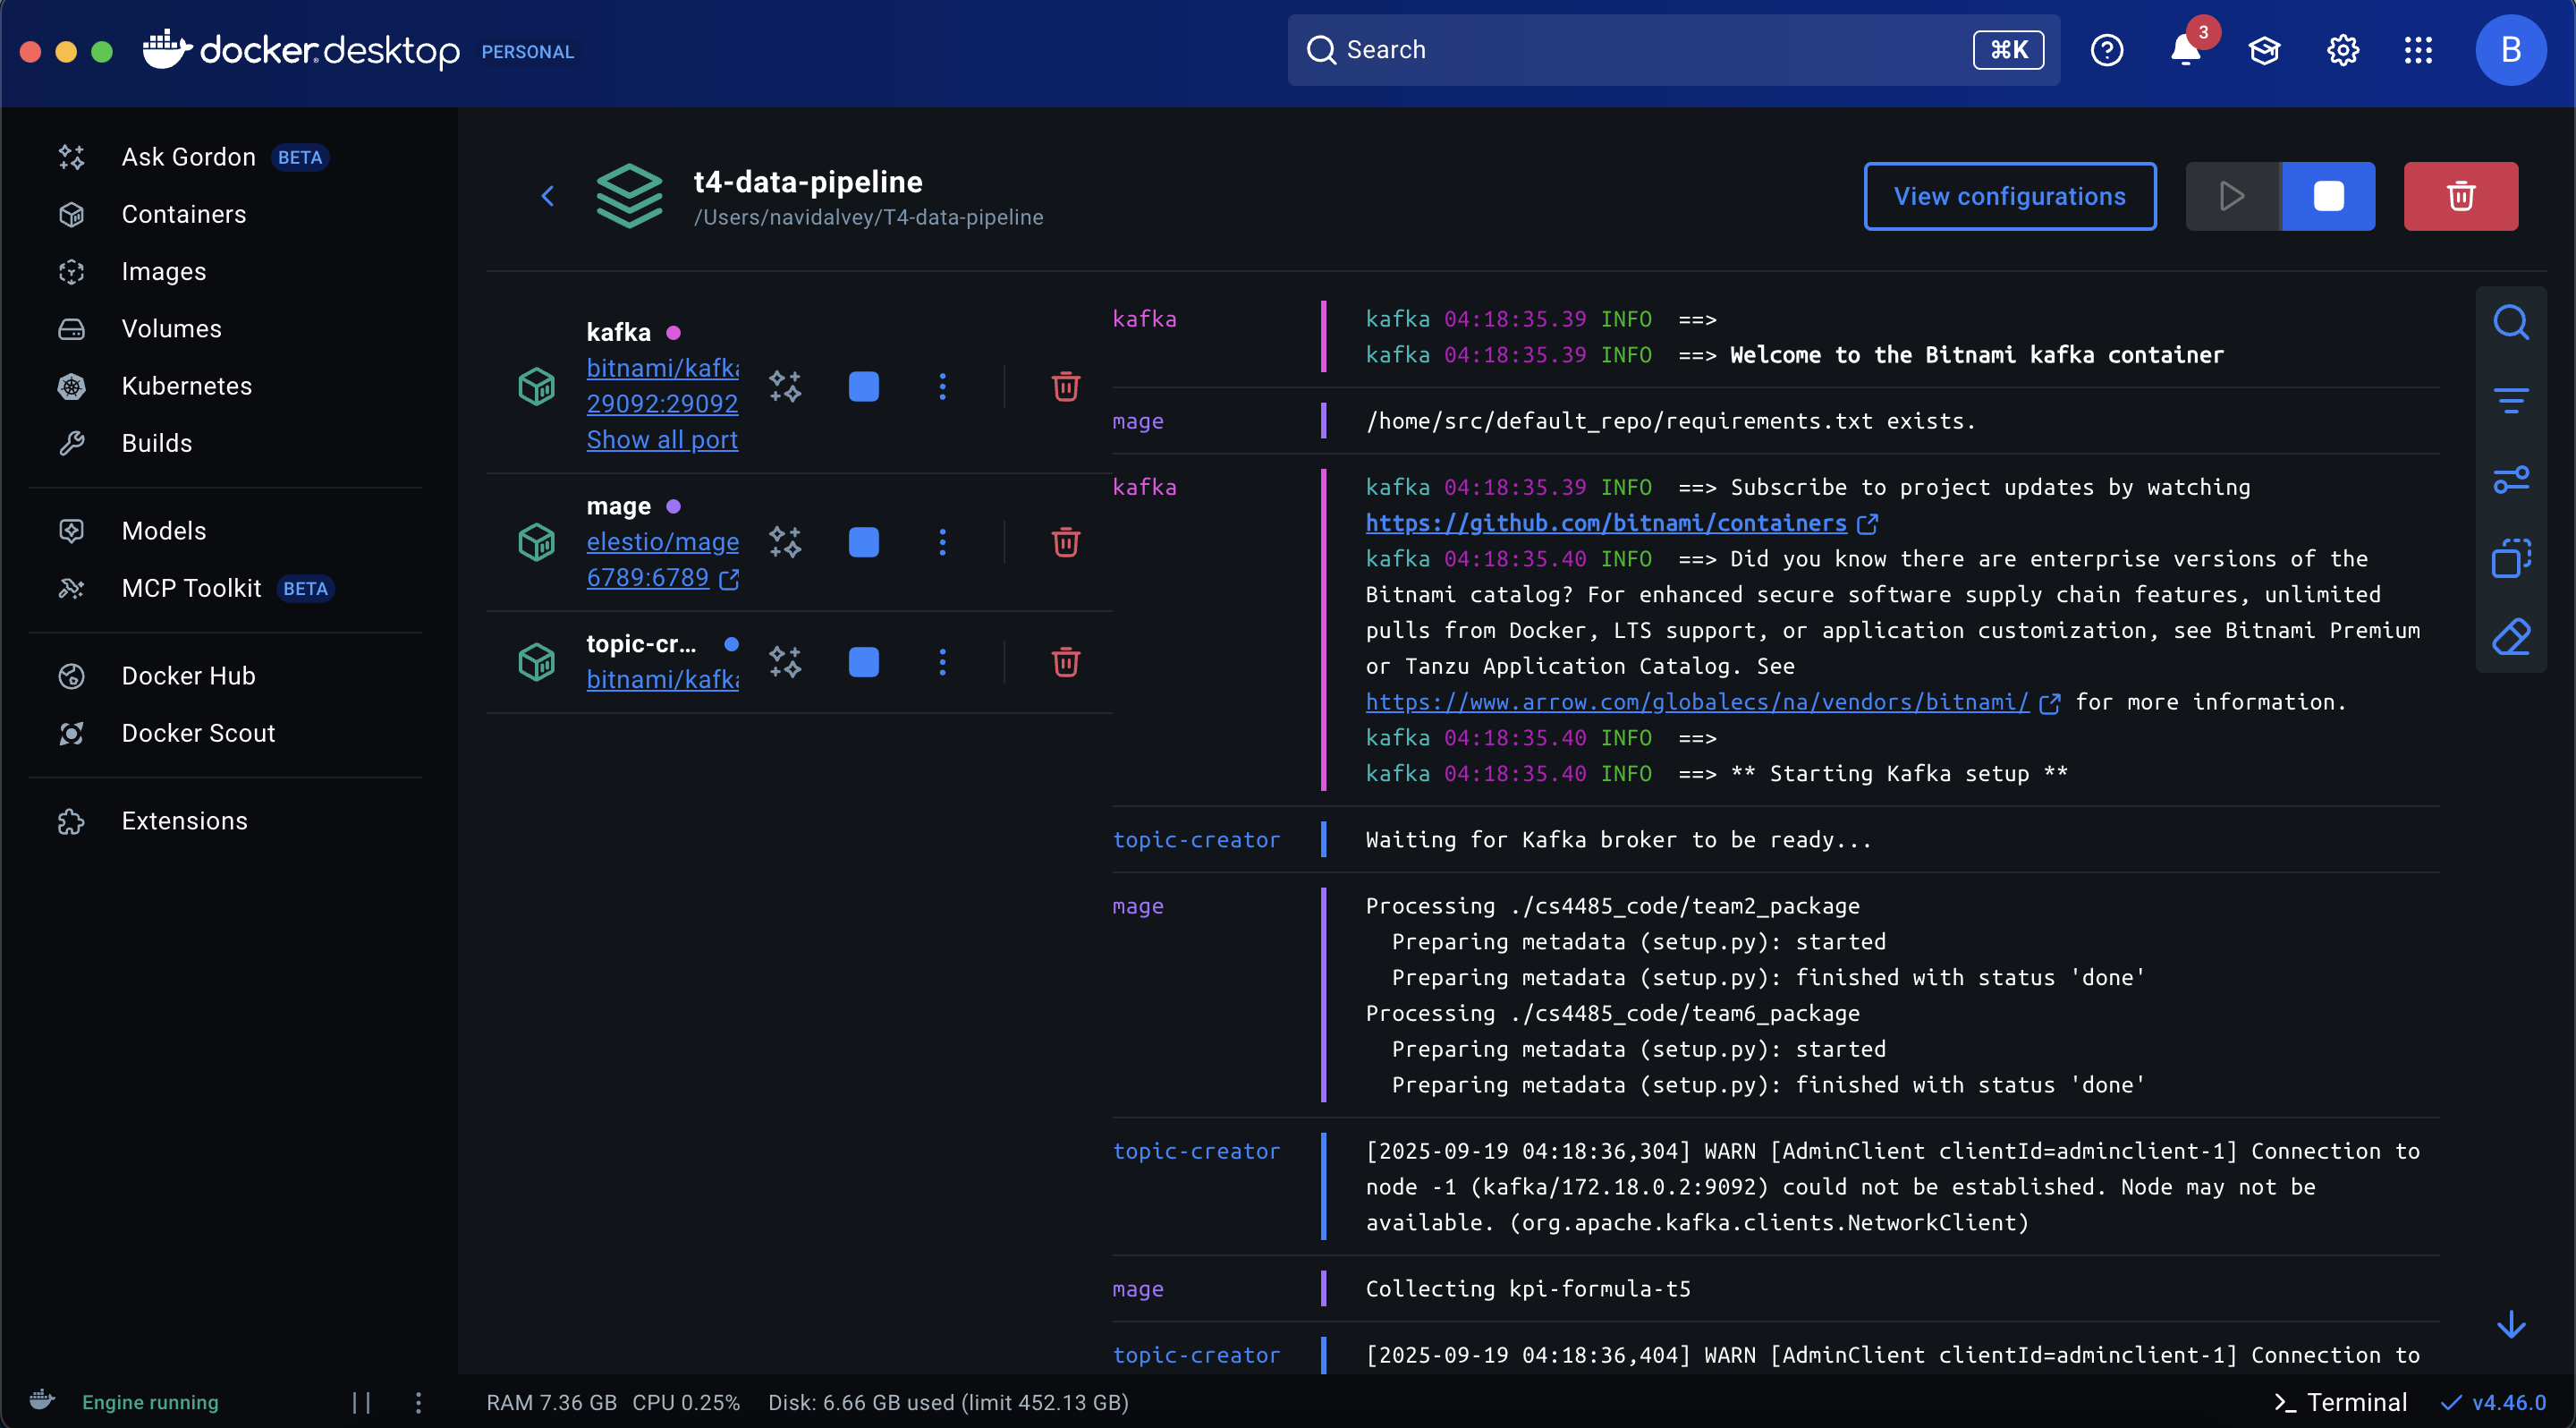 docker desktop PERSONAL
Search
⌘K
3
B
Ask Gordon BETA
Containers
Images
Volumes
Kubernetes
Builds
Models
MCP Toolkit BETA
Docker Hub
Docker Scout
Extensions
t4-data-pipeline
/Users/navidalvey/T4-data-pipeline
View configurations
kafka
bitnami/kafka
29092:29092
Show all port
mage
elestio/mage
6789:6789
topic-cr...
bitnami/kafka
kafka
kafka 04:18:35.39 INFO ==>
kafka 04:18:35.39 INFO ==> Welcome to the Bitnami kafka container
mage
/home/src/default_repo/requirements.txt exists.
kafka
kafka 04:18:35.39 INFO ==> Subscribe to project updates by watching
https://github.com/bitnami/containers
kafka 04:18:35.40 INFO ==> Did you know there are enterprise versions of the
Bitnami catalog? For enhanced secure software supply chain features, unlimited
pulls from Docker, LTS support, or application customization, see Bitnami Premium
or Tanzu Application Catalog. See
https://www.arrow.com/globalecs/na/vendors/bitnami/ for more information.
kafka 04:18:35.40 INFO ==>
kafka 04:18:35.40 INFO ==> ** Starting Kafka setup **
topic-creator
Waiting for Kafka broker to be ready...
mage
Processing ./cs4485_code/team2_package
Preparing metadata (setup.py): started
Preparing metadata (setup.py): finished with status 'done'
Processing ./cs4485_code/team6_package
Preparing metadata (setup.py): started
Preparing metadata (setup.py): finished with status 'done'
topic-creator
[2025-09-19 04:18:36,304] WARN [AdminClient clientId=adminclient-1] Connection to
node -1 (kafka/172.18.0.2:9092) could not be established. Node may not be
available. (org.apache.kafka.clients.NetworkClient)
mage
Collecting kpi-formula-t5
topic-creator
[2025-09-19 04:18:36,404] WARN [AdminClient clientId=adminclient-1] Connection to
Engine running
RAM 7.36 GB CPU 0.25% Disk: 6.66 GB used (limit 452.13 GB)
Terminal
v4.46.0